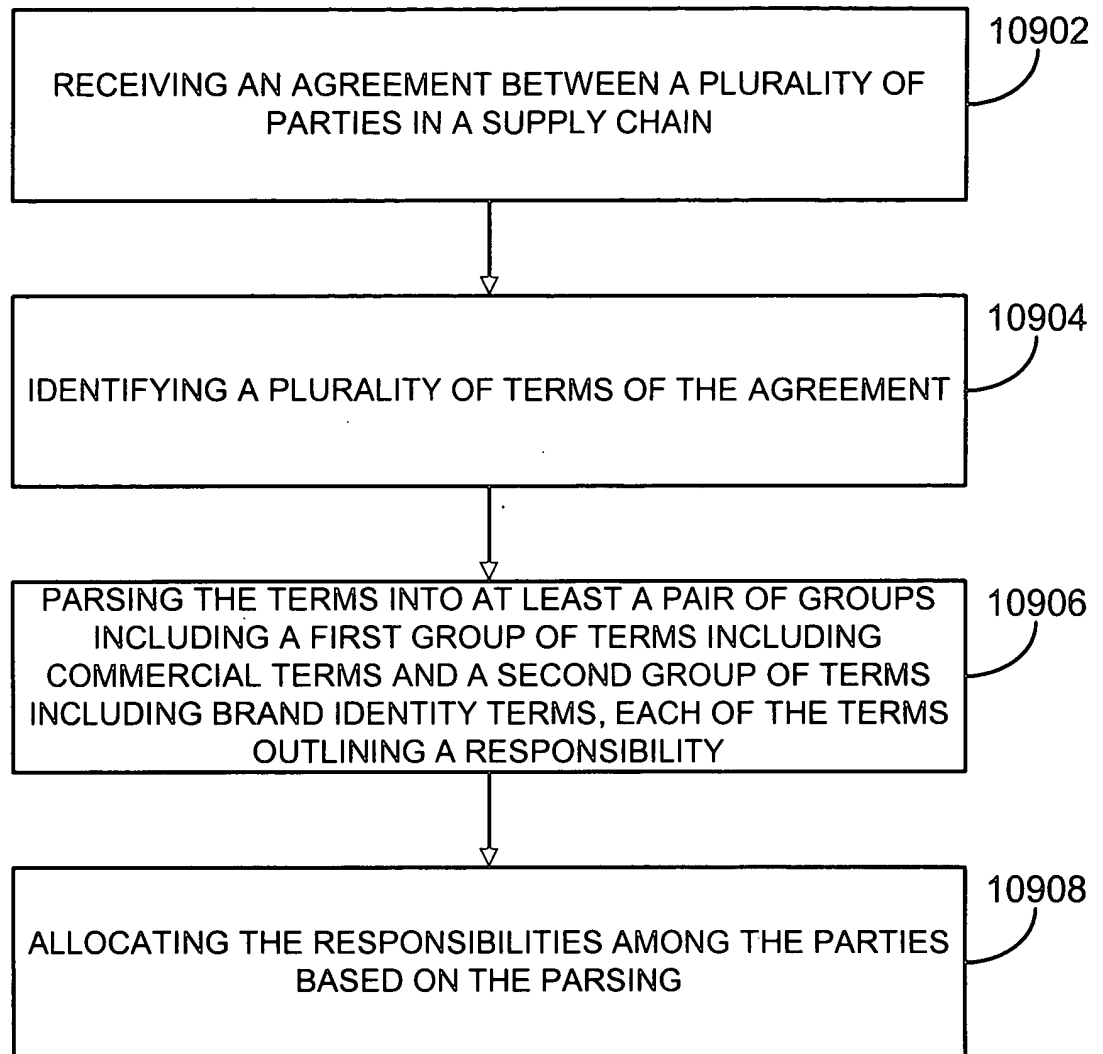 10902
RECEIVING AN AGREEMENT BETWEEN A PLURALITY OF
PARTIES IN A SUPPLY CHAIN
10904
IDENTIFYING A PLURALITY OF TERMS OF THE AGREEMENT
10906
PARSING THE TERMS INTO AT LEAST A PAIR OF GROUPS
INCLUDING A FIRST GROUP OF TERMS INCLUDING
COMMERCIAL TERMS AND A SECOND GROUP OF TERMS
INCLUDING BRAND IDENTITY TERMS, EACH OF THE TERMS
OUTLINING A RESPONSIBILITY
10908
ALLOCATING THE RESPONSIBILITIES AMONG THE PARTIES
BASED ON THE PARSING